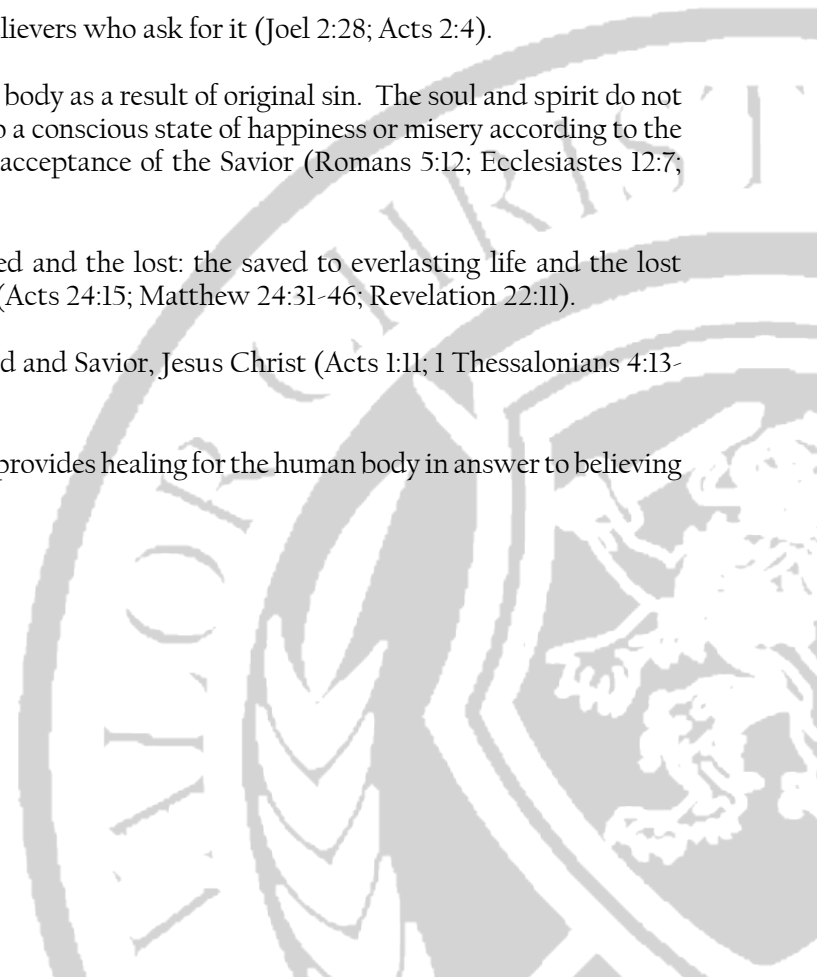 lievers who ask for it (Joel 2:28; Acts 2:4).
body as a result of original sin. The soul and spirit do not
o a conscious state of happiness or misery according to the
acceptance of the Savior (Romans 5:12; Ecclesiastes 12:7;
ed and the lost: the saved to everlasting life and the lost
(Acts 24:15; Matthew 24:31-46; Revelation 22:11).
d and Savior, Jesus Christ (Acts 1:11; 1 Thessalonians 4:13-
provides healing for the human body in answer to believing
YLOR CHRISTI